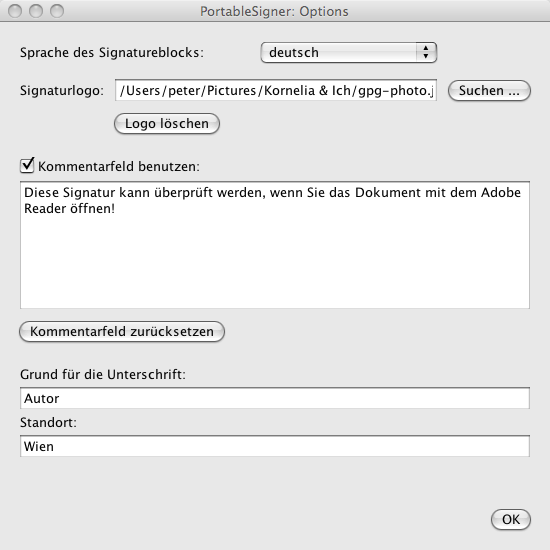 PortableSigner: Options
Sprache des Signatureblocks: deutsch
Signaturlogo: /Users/peter/Pictures/Kornelia & Ich/gpg-photo.j Suchen ...
Logo löschen
Kommentarfeld benutzen:
Diese Signatur kann überprüft werden, wenn Sie das Dokument mit dem Adobe
Reader öffnen!
Kommentarfeld zurücksetzen
Grund für die Unterschrift:
Autor
Standort:
Wien
OK